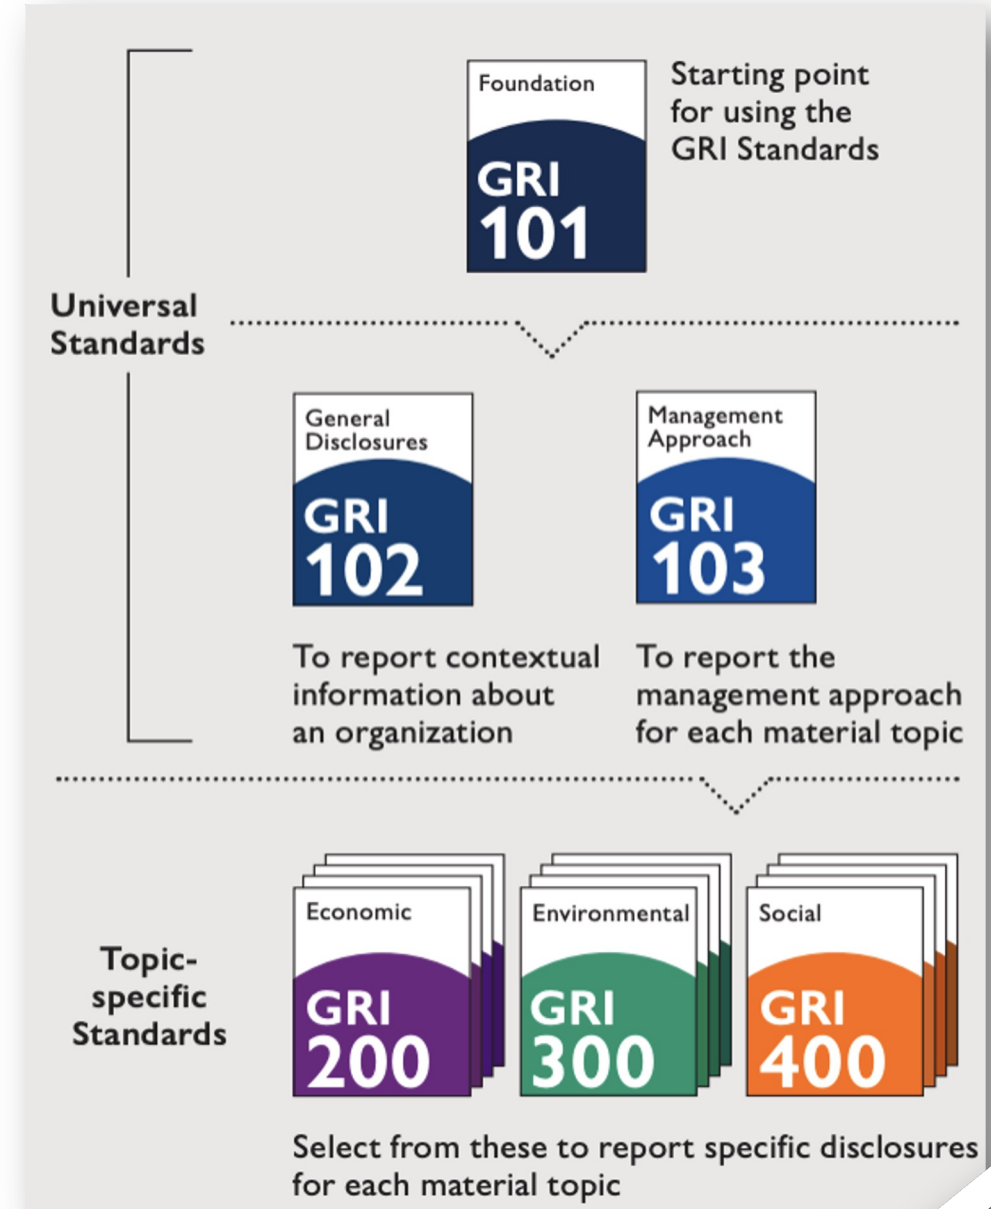 Foundation
GRI
101
Starting point
for using the
GRI Standards
Universal
Standards
General
Disclosures
GRI
102
To report contextual
information about
an organization
Management
Approach
GRI
103
To report the
management approach
for each material topic
Topic-
specific
Standards
Economic
GRI
200
Environmental
GRI
300
Social
GRI
400
Select from these to report specific disclosures
for each material topic